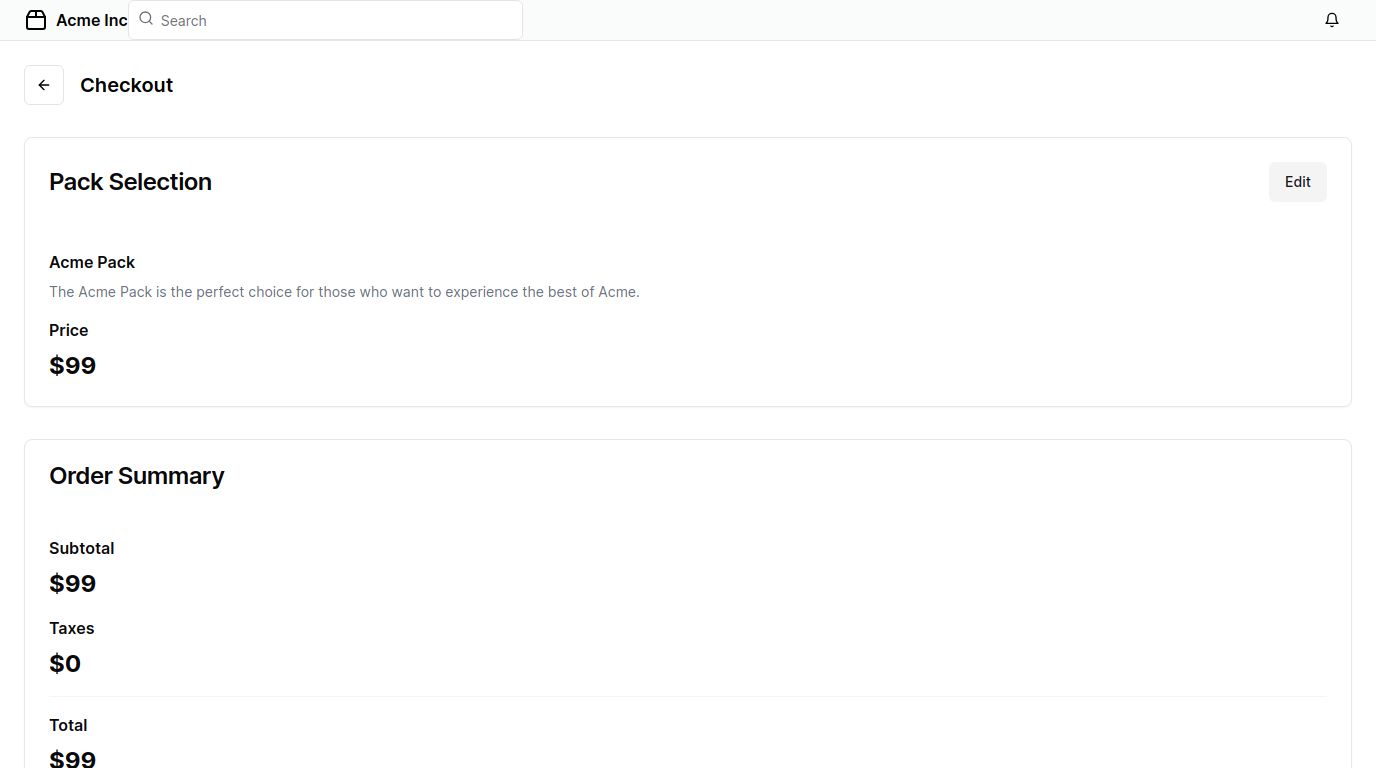 Acme Inc
Search
Checkout
Pack Selection
Edit
Acme Pack
The Acme Pack is the perfect choice for those who want to experience the best of Acme.
Price
$99
Order Summary
Subtotal
$99
Taxes
$0
Total
$99